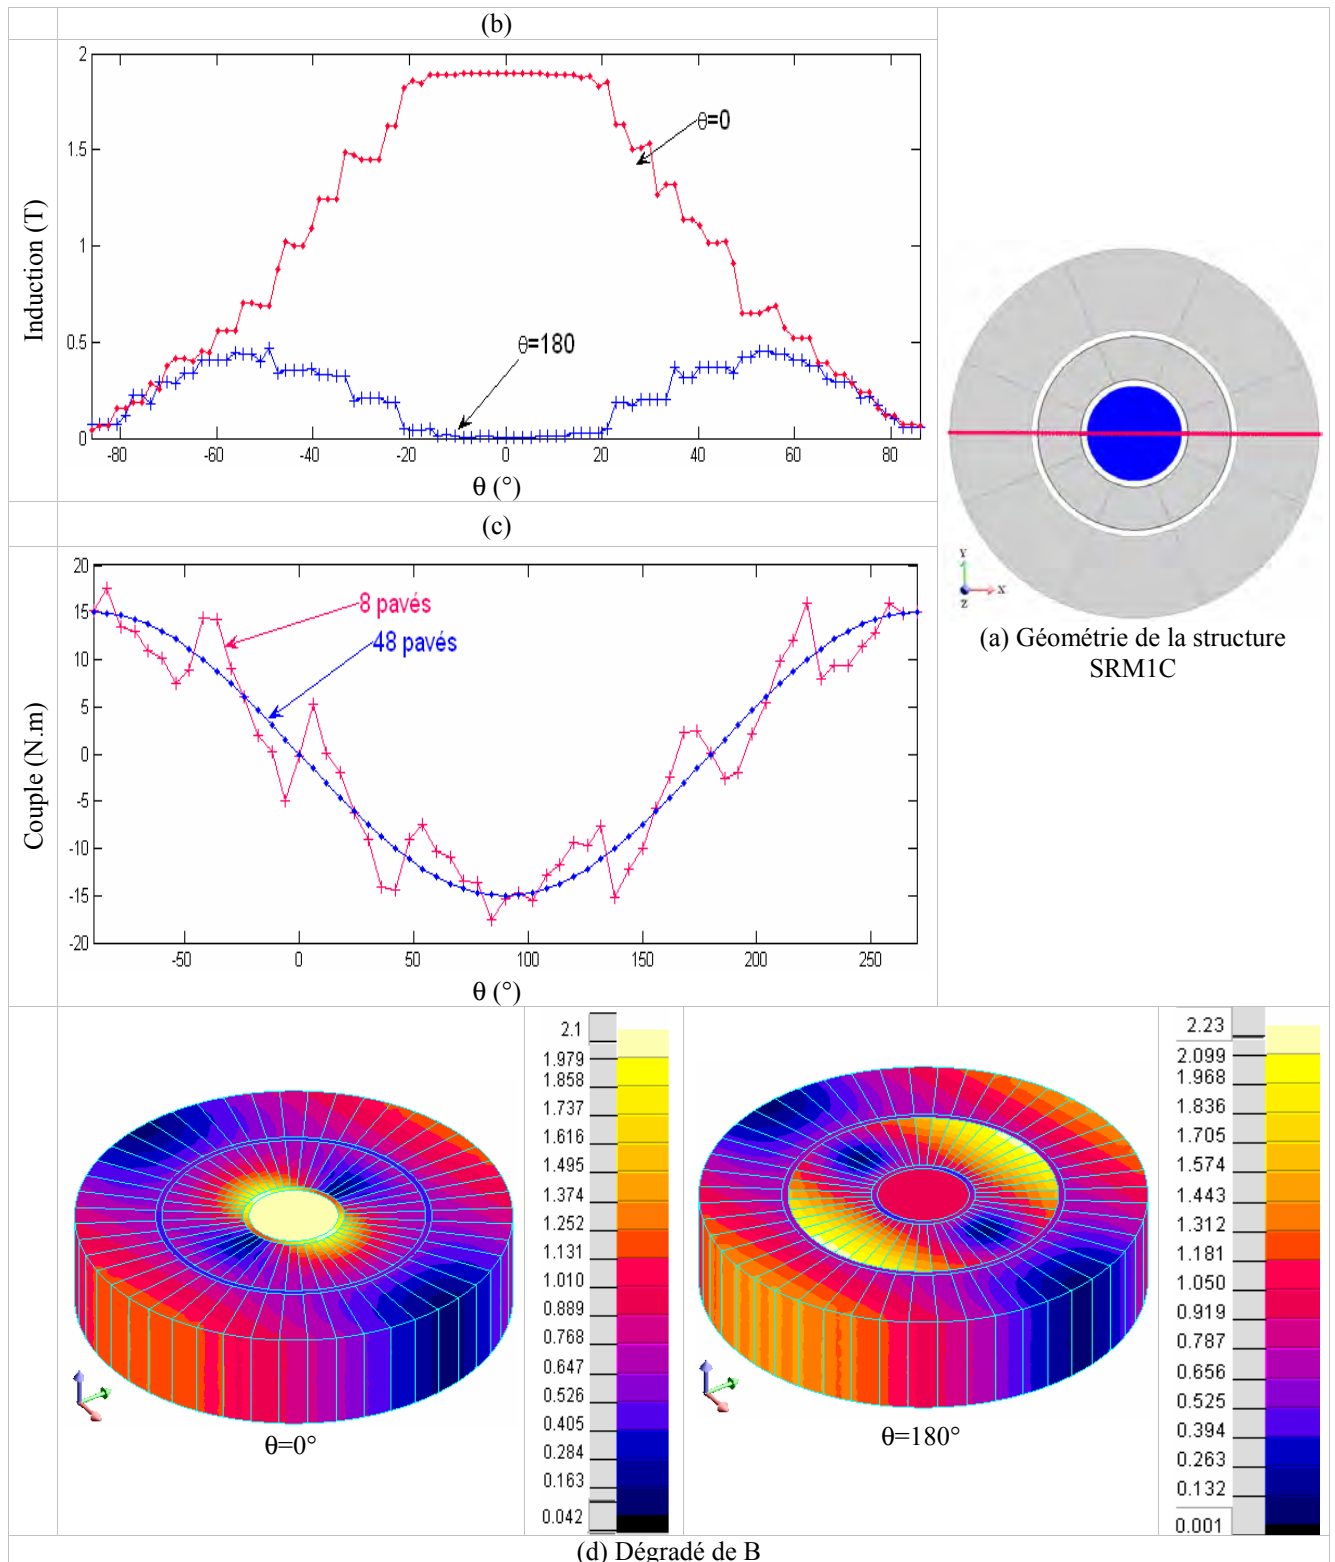 (b)
2
1.5
1
0.5
0
Induction (T)
θ=0
θ=180
-80 -60 -40 -20 0 20 40 60 80
θ (°)
Y
Z
X
(a) Géométrie de la structure
SRM1C
(c)
20
15
10
5
0
-5
-10
-15
-20
Couple (N.m)
8 pavés
48 pavés
-50 0 50 100 150 200 250
θ (°)
2.1
1.979
1.858
1.737
1.616
1.495
1.374
1.252
1.131
1.010
0.889
0.768
0.647
0.526
0.405
0.284
0.163
0.042
θ=0°
2.23
2.099
1.968
1.836
1.705
1.574
1.443
1.312
1.181
1.050
0.919
0.787
0.656
0.525
0.394
0.263
0.132
0.001
θ=180°
(d) Dégradé de B